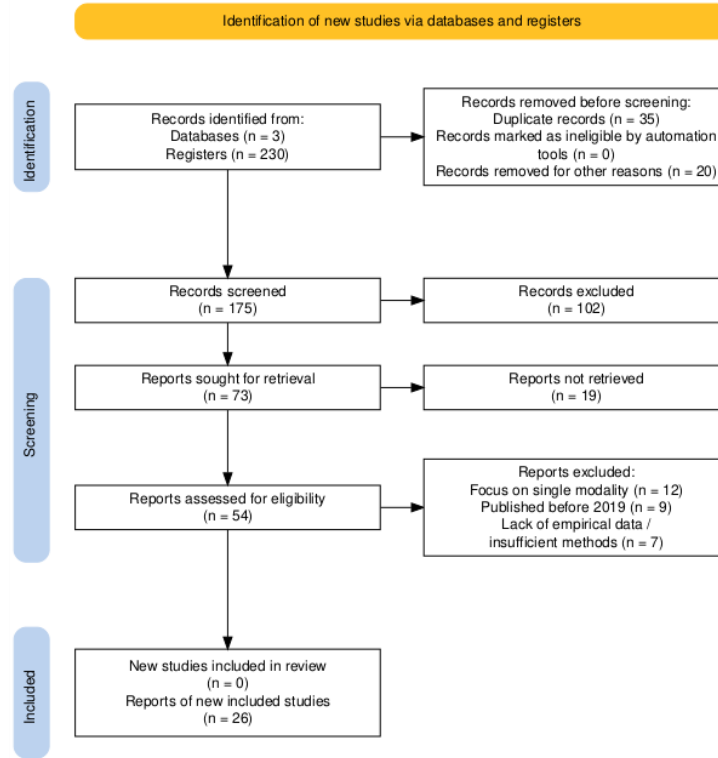 Identification of new studies via databases and registers
Identification
Records identified from:
Databases (n = 3)
Registers (n = 230)
Records removed before screening:
Duplicate records (n = 35)
Records marked as ineligible by automation
tools (n = 0)
Records removed for other reasons (n = 20)
Screening
Records screened
(n = 175)
Records excluded
(n = 102)
Reports sought for retrieval
(n = 73)
Reports not retrieved
(n = 19)
Reports assessed for eligibility
(n = 54)
Reports excluded:
Focus on single modality (n = 12)
Published before 2019 (n = 9)
Lack of empirical data /
insufficient methods (n = 7)
Included
New studies included in review
(n = 0)
Reports of new included studies
(n = 26)